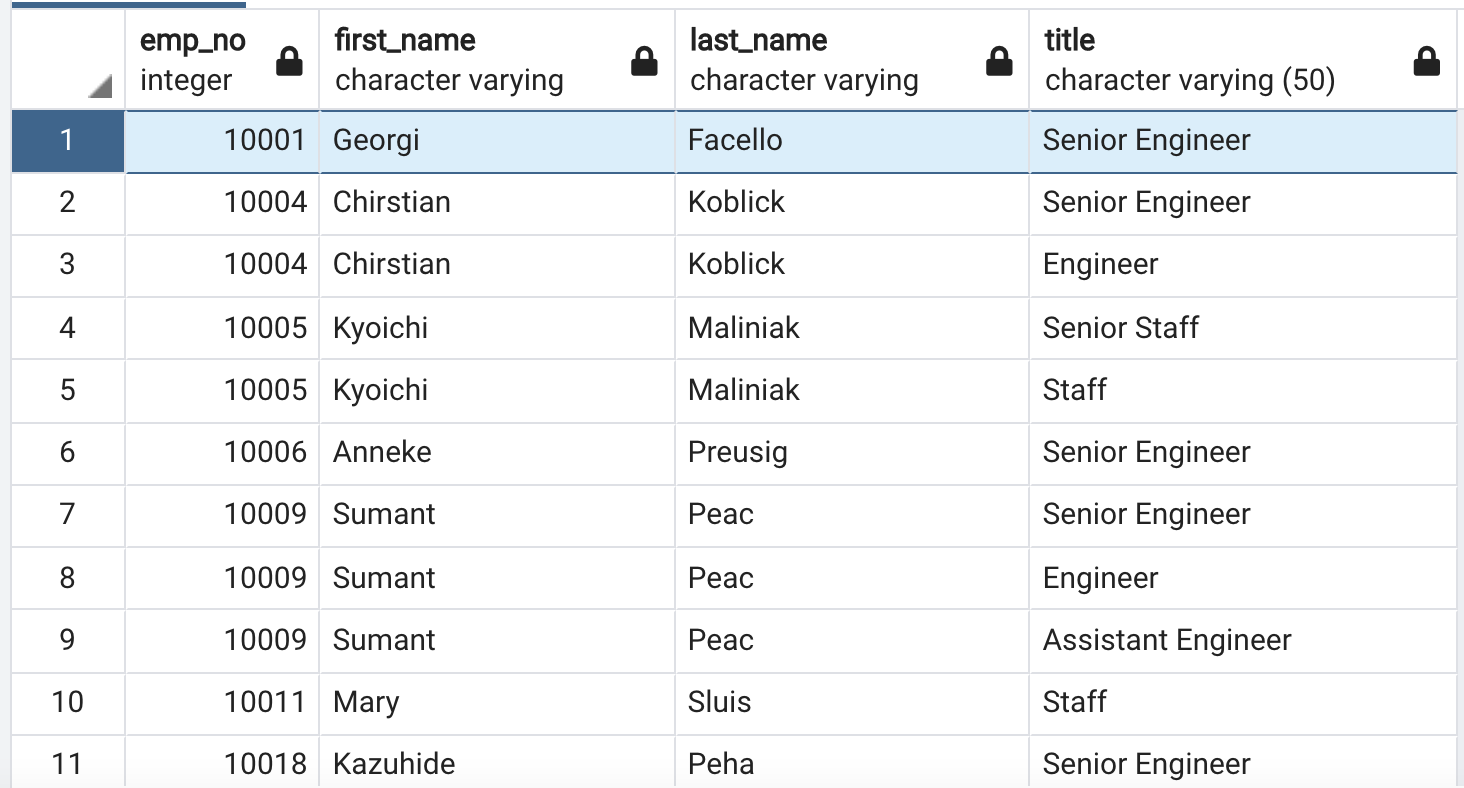 emp_no first_name last_name title
integer character varying character varying character varying (50)
1 10001 Georgi Facello Senior Engineer
2 10004 Chirstian Koblick Senior Engineer
3 10004 Chirstian Koblick Engineer
4 10005 Kyoichi Maliniak Senior Staff
5 10005 Kyoichi Maliniak Staff
6 10006 Anneke Preusig Senior Engineer
7 10009 Sumant Peac Senior Engineer
8 10009 Sumant Peac Engineer
9 10009 Sumant Peac Assistant Engineer
10 10011 Mary Sluis Staff
11 10018 Kazuhide Peha Senior Engineer